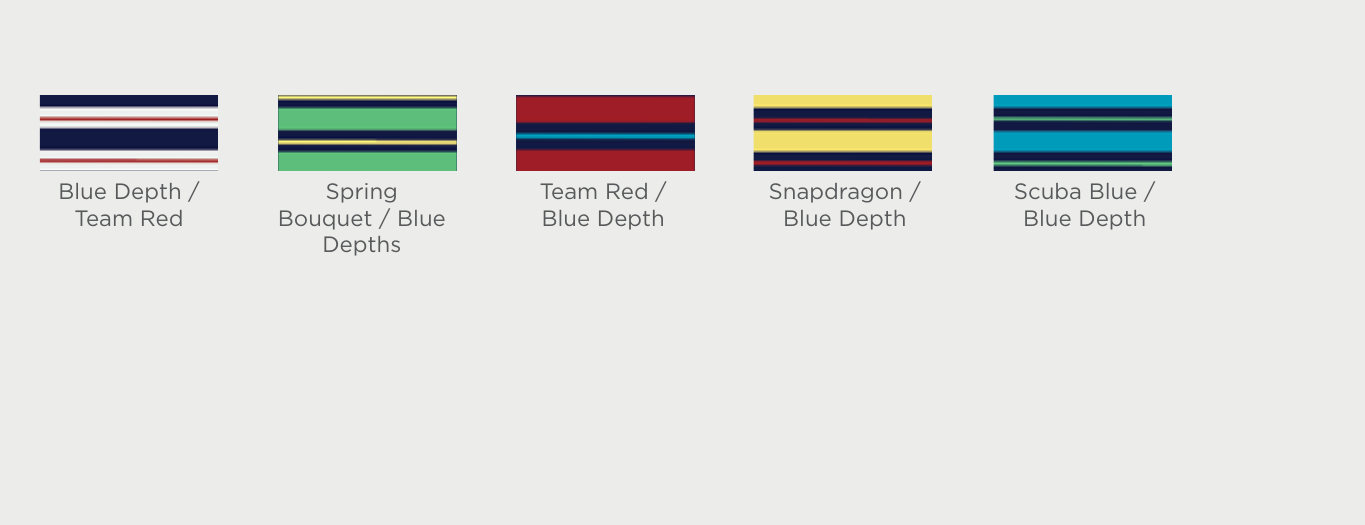 Blue Depth /
Team Red
Spring
Bouquet / Blue
Depths
Team Red /
Blue Depth
Snapdragon /
Blue Depth
Scuba Blue /
Blue Depth